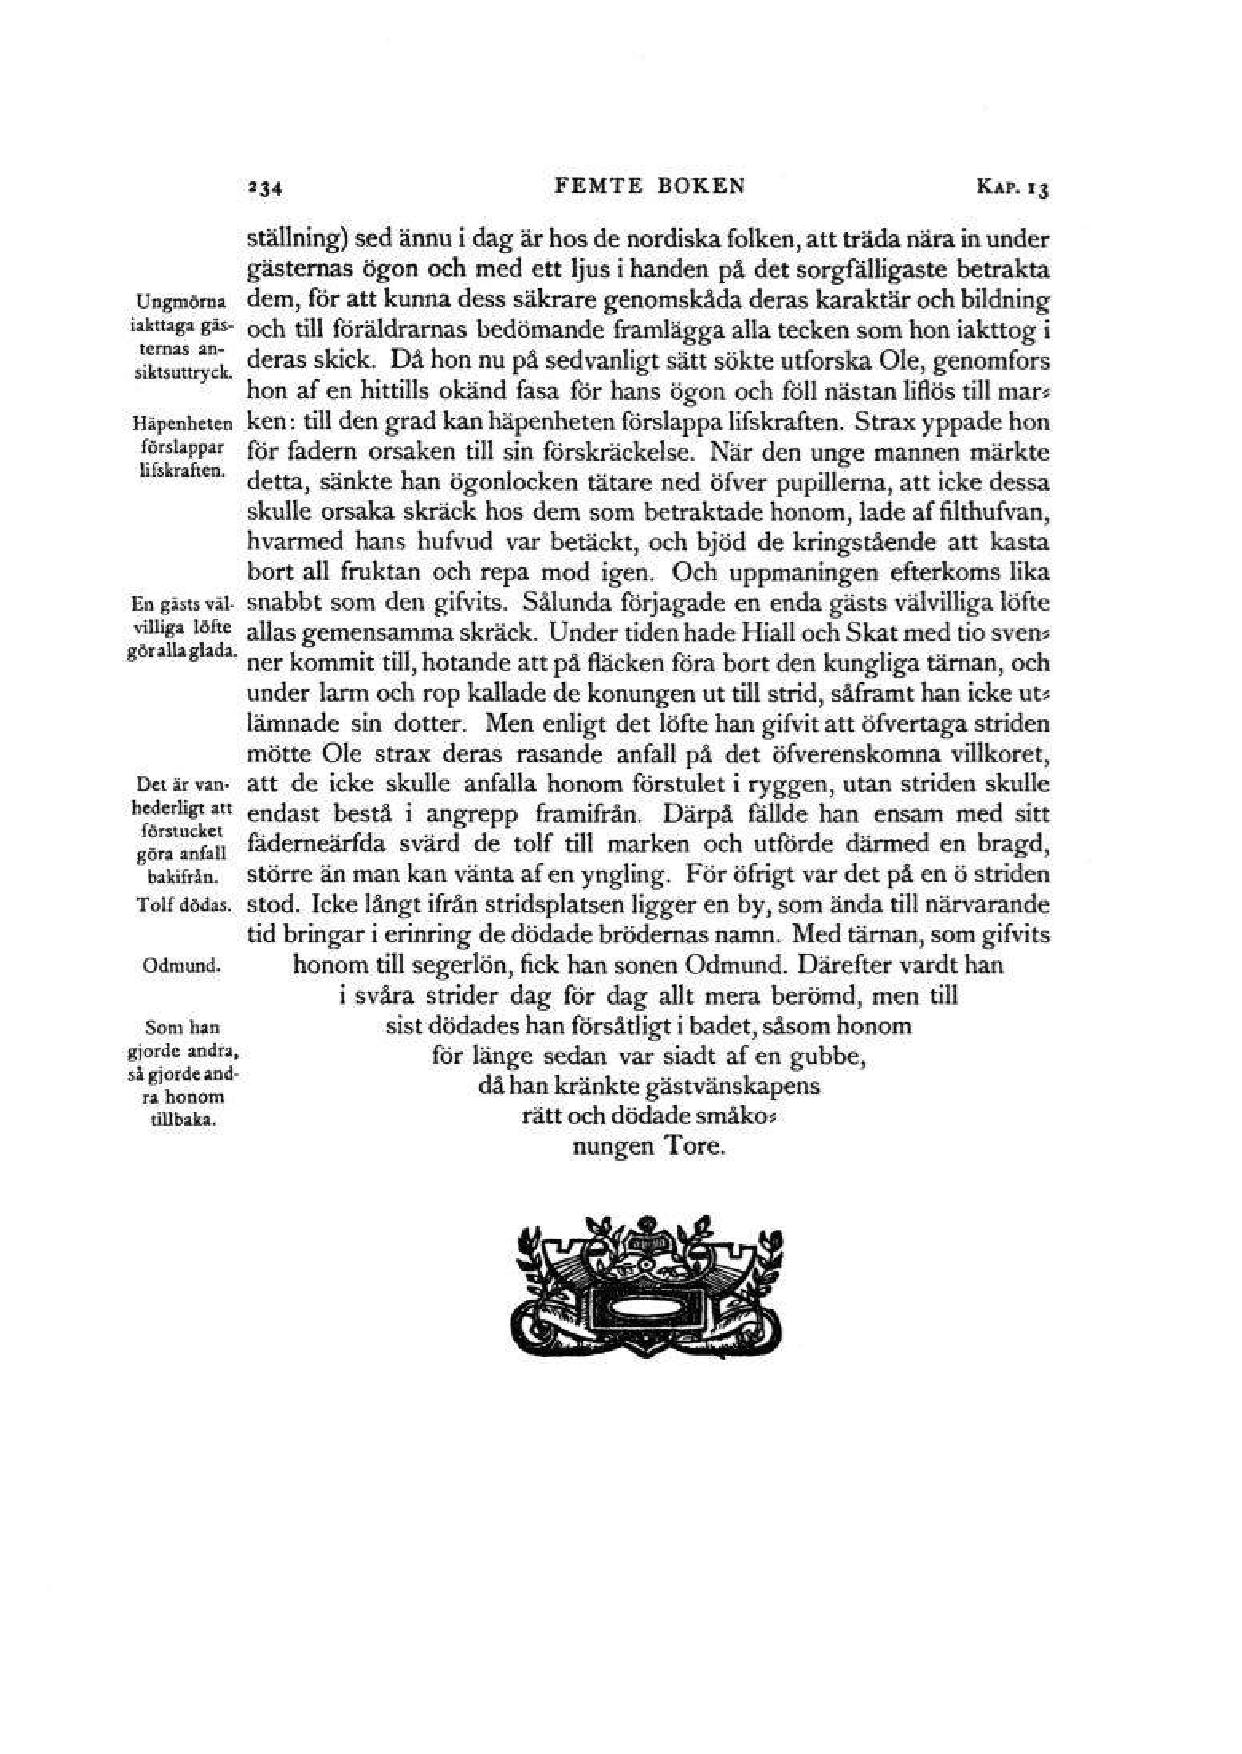 234 FEMTE BOKEN KAP. 13
ställning) sed ännu i dag är hos de nordiska folken, att träda nära in under
gästernas ögon och med ett ljus i handen på det sorgfälligaste betrakta
dem, för att kunna dess säkrare genomskåda deras karaktär och bildning
och till föräldrarnas bedömande framlägga alla tecken som hon iakttog i
deras skick. Då hon nu på sedvanligt sätt sökte utforska Ole, genomfors
hon af en hittills okänd fasa för hans ögon och föll nästan liflös till mar-
ken: till den grad kan häpenheten förslappa lifskraften. Strax yppade hon
för fadern orsaken till sin förskräckelse. När den unge mannen märkte
detta, sänkte han ögonlocken tätare ned öfver pupillerna, att icke dessa
skulle orsaka skräck hos dem som betraktade honom, lade af filthufvan,
hvarmed hans hufvud var betäckt, och bjöd de kringstående att kasta
bort all fruktan och repa mod igen. Och uppmaningen efterkoms lika
snabbt som den gifvits. Sålunda förjagade en enda gästs välvilliga löfte
allas gemensamma skräck. Under tiden hade Hiall och Skat med tio sven-
ner kommit till, hotande att på fläcken föra bort den kungliga tärnan, och
under larm och rop kallade de konungen ut till strid, såframt han icke ut-
lämnade sin dotter. Men enligt det löfte han gifvit att öfvertaga striden
mötte Ole strax deras rasande anfall på det öfverenskomna villkoret,
att de icke skulle anfalla honom förstulet i ryggen, utan striden skulle
endast bestå i angrepp framifrån. Därpå fällde han ensam med sitt
fäderneärfda svärd de tolf till marken och utförde därmed en bragd,
större än man kan vänta af en yngling. För öfrigt var det på en ö striden
stod. Icke långt ifrån stridsplatsen ligger en by, som ända till närvarande
tid bringar i erinring de dödade brödernas namn. Med tärnan, som gifvits
honom till segerlön, fick han sonen Odmund. Därefter vardt han
i svåra strider dag för dag allt mera berömd, men till
sist dödades han försåtligt i badet, såsom honom
för länge sedan var siadt af en gubbe,
då han kränkte gästvänskapens
rätt och dödade småko-
nungen Tore.
Ungmörna
iakttaga gäs-
ternas an-
siktsuttryck.
Häpenheten
förslappar
lifskraften.
En gästs väl-
villiga löfte
gör alla glada.
Det är van-
hederligt att
förstucket
göra anfall
bakifrån.
Tolf dödas.
Odmund.
Som han
gjorde andra,
så gjorde and-
ra honom
tillbaka.